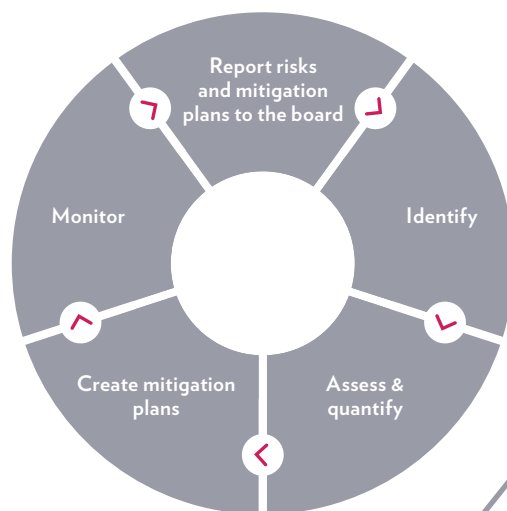 Report risks
and mitigation
plans to the board
Identify
Assess &
quantify
Create mitigation
plans
Monitor